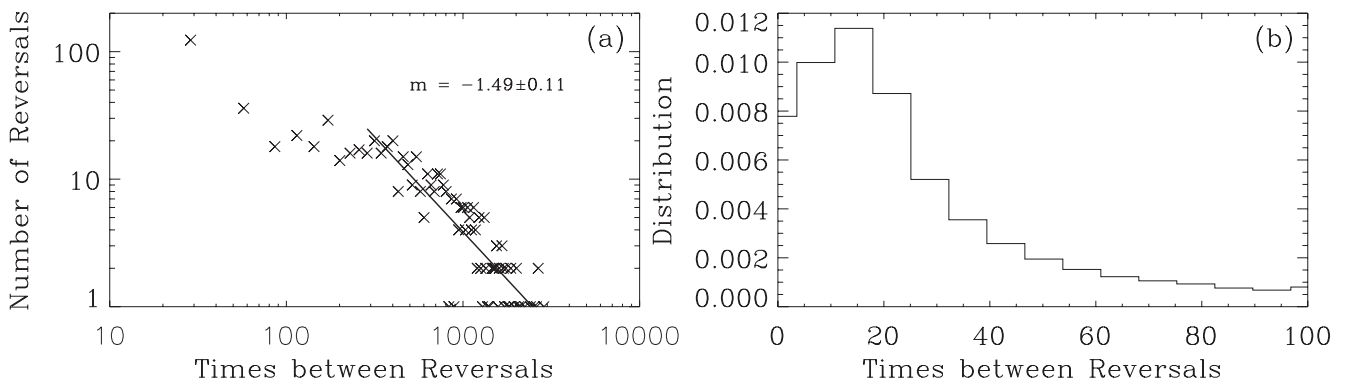 Number of Reversals
100
10
1
(a)
m = −1.49±0.11
10 100 1000 10000
Times between Reversals
Distribution
0.012
0.010
0.008
0.006
0.004
0.002
0.000
(b)
0 20 40 60 80 100
Times between Reversals